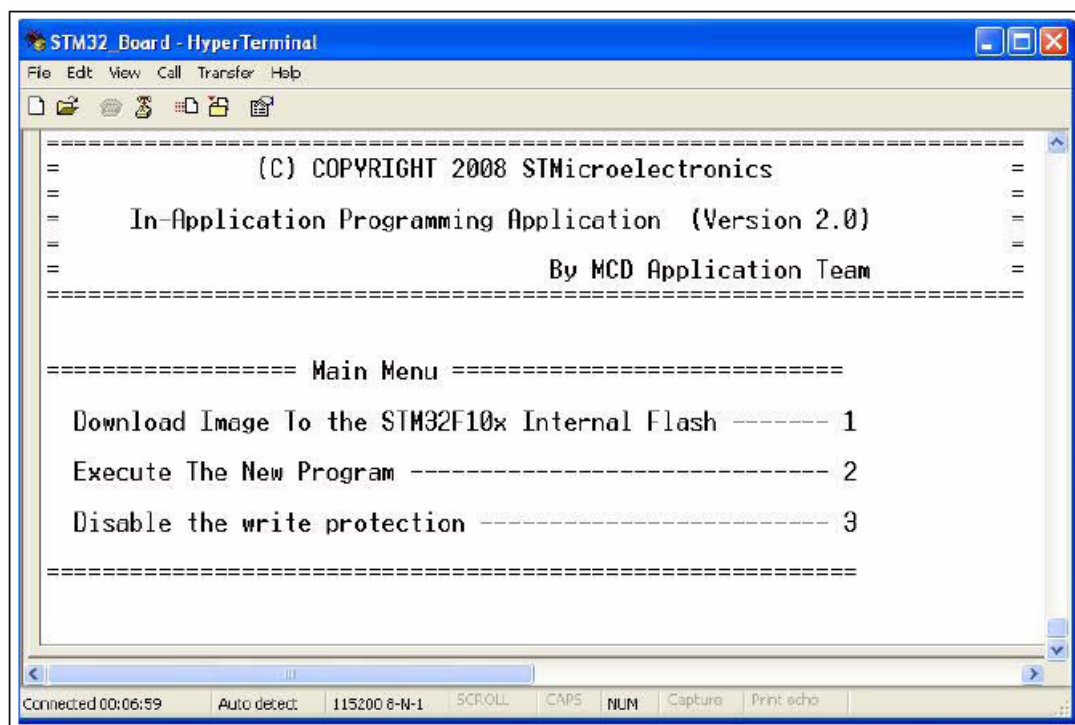 STM32_Board - HyperTerminal
File Edit View Call Transfer Help
==========================================================================
= (C) COPYRIGHT 2008 STMicroelectronics =
= =
= In-Application Programming Application (Version 2.0) =
= =
= By MCD Application Team =
==========================================================================
================== Main Menu ============================
Download Image To the STM32F10x Internal Flash ------- 1
Execute The New Program ------------------------------ 2
Disable the write protection ------------------------- 3
==========================================================
Connected 00:06:59 Auto detect 115200 8-N-1 SCROLL CAPS NUM Capture Print echo